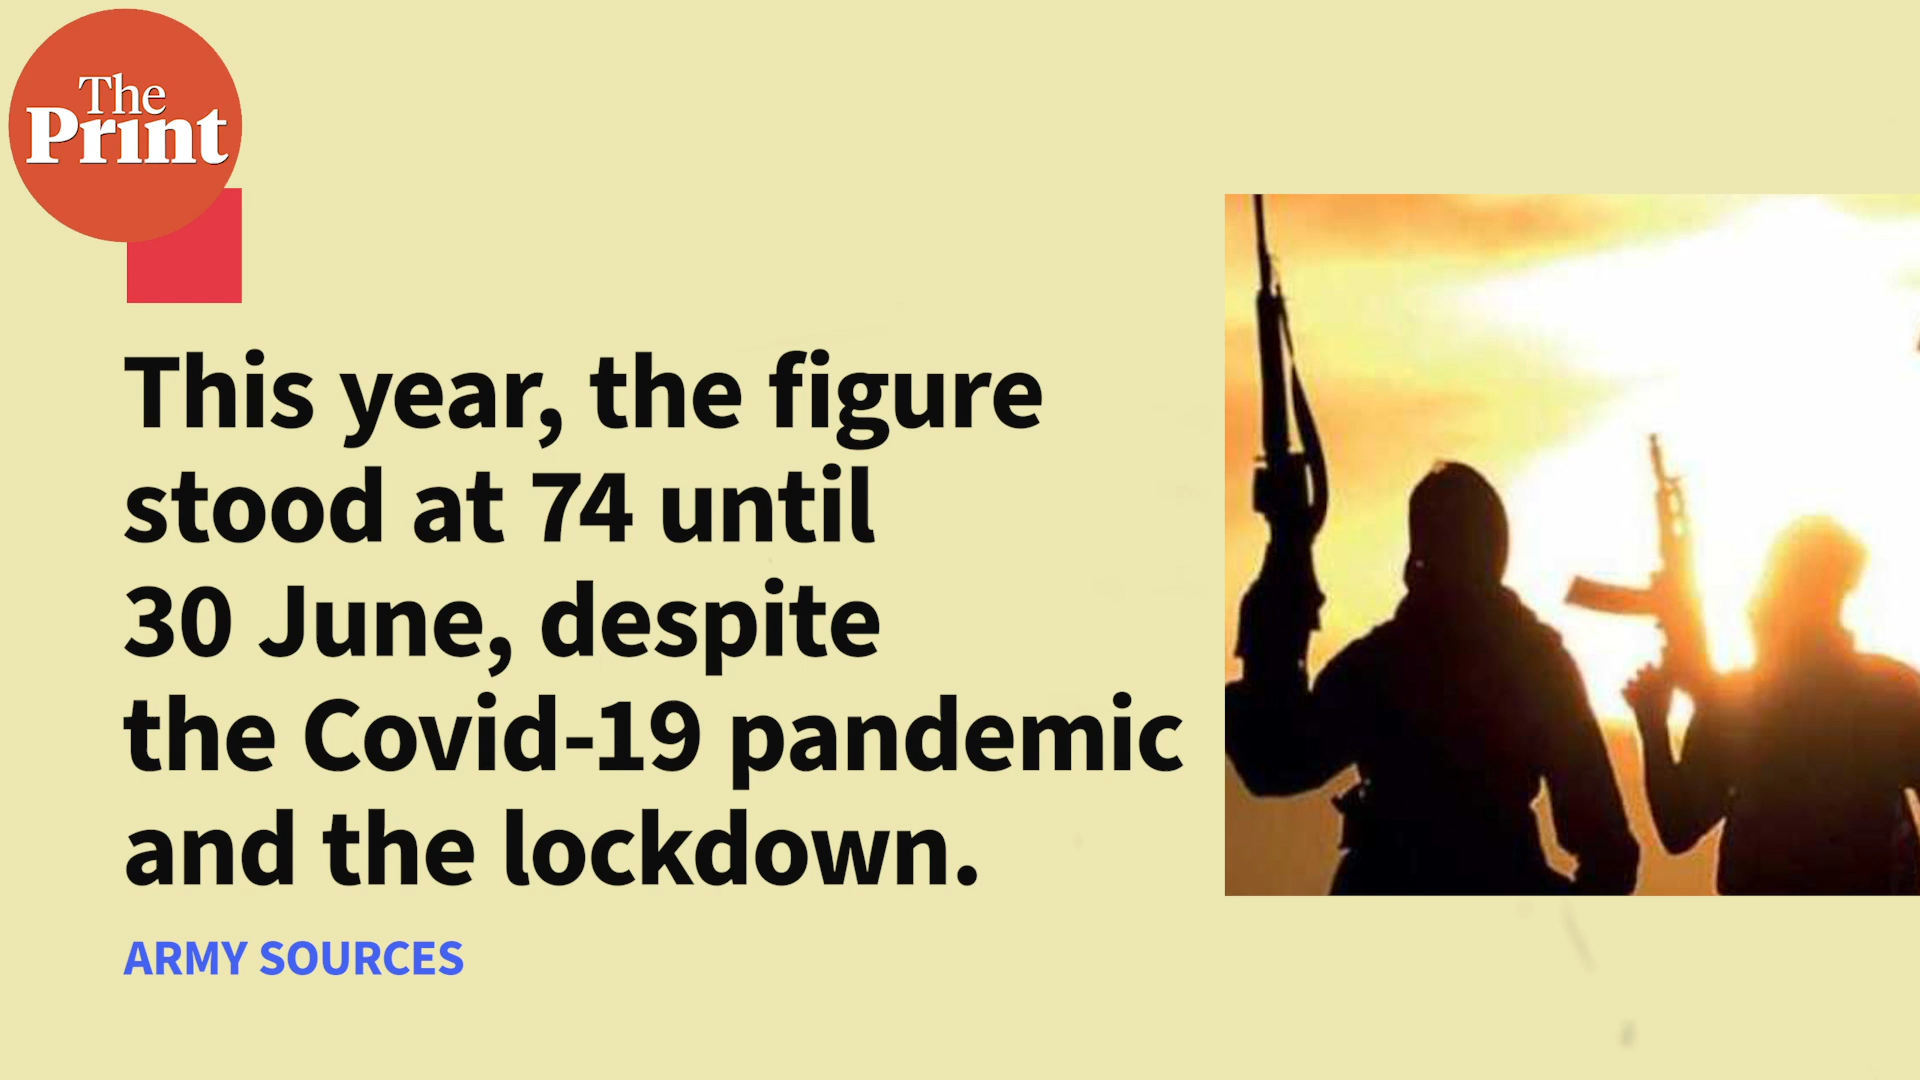 The
Print
This year, the figure
stood at 74 until
30 June, despite
the Covid-19 pandemic
and the lockdown.
ARMY SOURCES